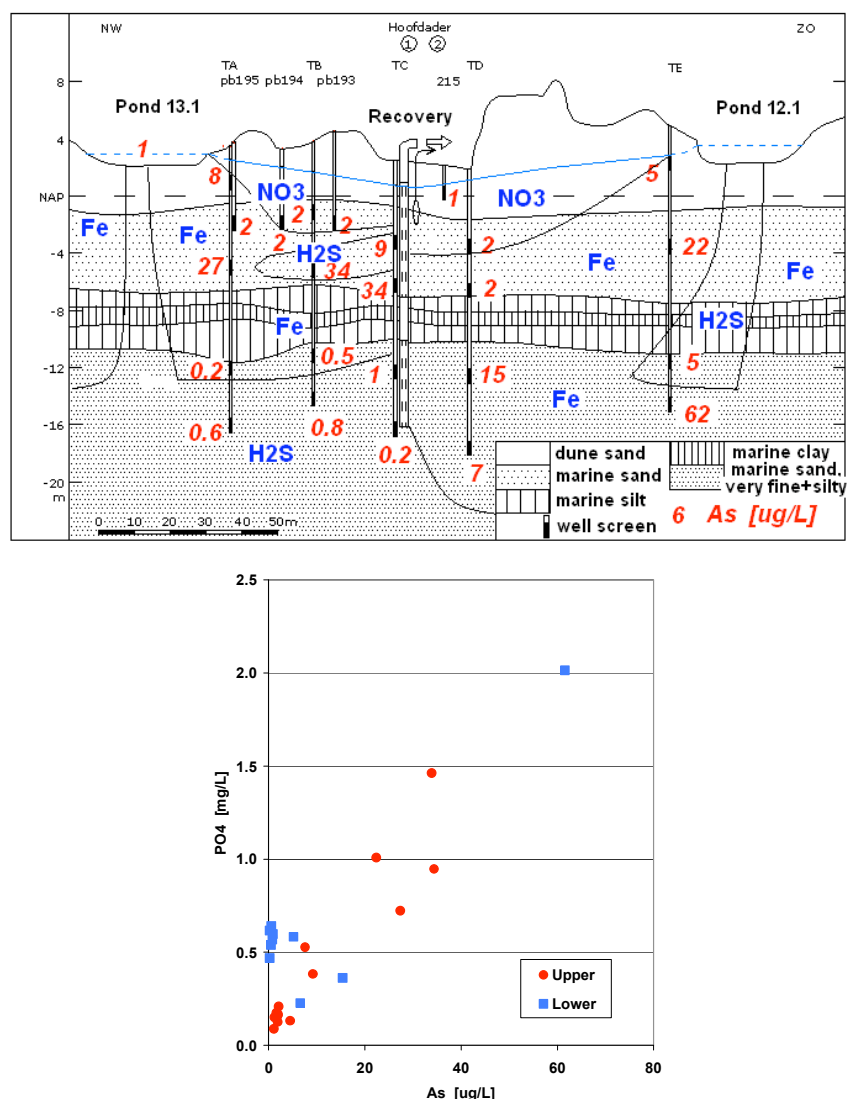 NW Hoofdader ZO
1 2
TA TB TC TD TE
pb195 pb194 pb193 215
8
Pond 13.1 Recovery Pond 12.1
4
1
8 NO3 1 NO3 5
NAP
Fe 2 2 2
Fe 2 H2S 9 2 Fe 22 Fe
-4
27 34 34 2
-8
Fe H2S
0.2 0.5 1 15 5
-12
Fe
0.6 0.8 0.2 62
-16
H2S 7
-20
m
0 10 20 30 40 50m
dune sand
marine sand
marine silt
well screen
marine clay
marine sand,
very fine+silty
6 As [ug/L]
2.5
2.0
1.5
1.0
0.5
0.0
PO4 [mg/L]
Upper
Lower
0 20 40 60 80
As [ug/L]